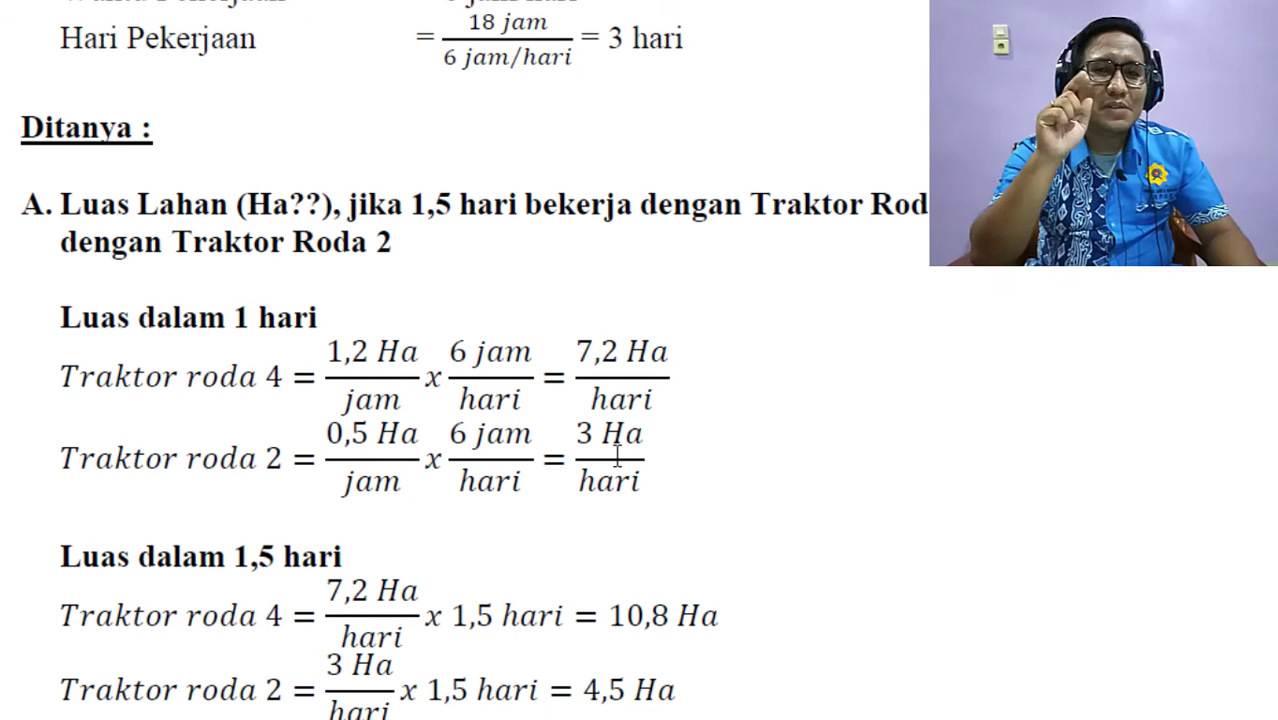 Hari Pekerjaan = 18 jam / 6 jam/hari = 3 hari
Ditanya :
A. Luas Lahan (Ha??), jika 1,5 hari bekerja dengan Traktor Rod
dengan Traktor Roda 2
Luas dalam 1 hari
Traktor roda 4 = 1,2 Ha / jam x 6 jam / hari = 7,2 Ha / hari
Traktor roda 2 = 0,5 Ha / jam x 6 jam / hari = 3 Ha / hari
Luas dalam 1,5 hari
Traktor roda 4 = 7,2 Ha / hari x 1,5 hari = 10,8 Ha
Traktor roda 2 = 3 Ha / hari x 1,5 hari = 4,5 Ha